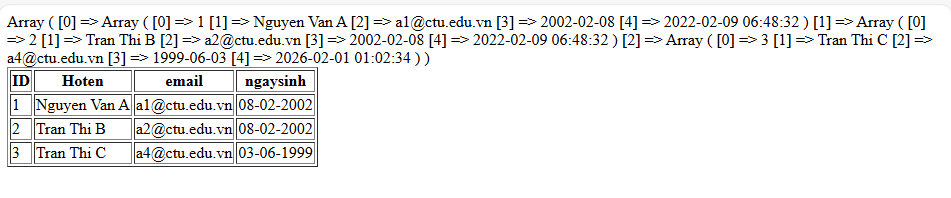 Array ( [0] => Array ( [0] => 1 [1] => Nguyen Van A [2] => a1@ctu.edu.vn [3] => 2002-02-08 [4] => 2022-02-09 06:48:32 ) [1] => Array ( [0]
=> 2 [1] => Tran Thi B [2] => a2@ctu.edu.vn [3] => 2002-02-08 [4] => 2022-02-09 06:48:32 ) [2] => Array ( [0] => 3 [1] => Tran Thi C [2] =>
a4@ctu.edu.vn [3] => 1999-06-03 [4] => 2026-02-01 01:02:34 ) )
ID Hoten email ngaysinh
1 Nguyen Van A a1@ctu.edu.vn 08-02-2002
2 Tran Thi B a2@ctu.edu.vn 08-02-2002
3 Tran Thi C a4@ctu.edu.vn 03-06-1999